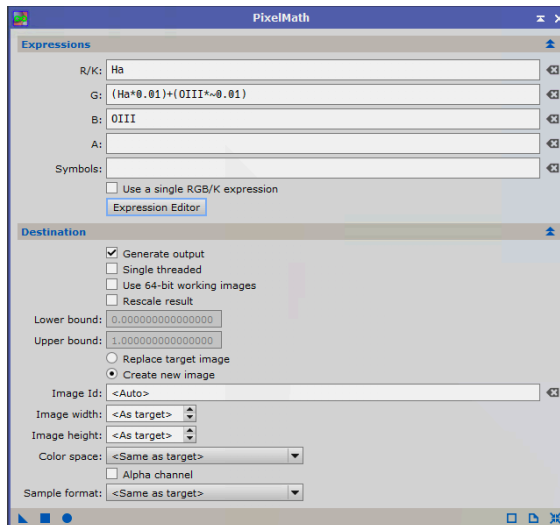 PixelMath
Expressions
R/K: Ha
G: (Ha*0.01)+(OIII*~0.01)
B: OIII
A:
Symbols:
Use a single RGB/K expression
Expression Editor
Destination
Generate output
Single threaded
Use 64-bit working images
Rescale result
Lower bound: 0.000000000000000
Upper bound: 1.000000000000000
Replace target image
Create new image
Image Id: <Auto>
Image width: <As target>
Image height: <As target>
Color space: <Same as target>
Alpha channel
Sample format: <Same as target>